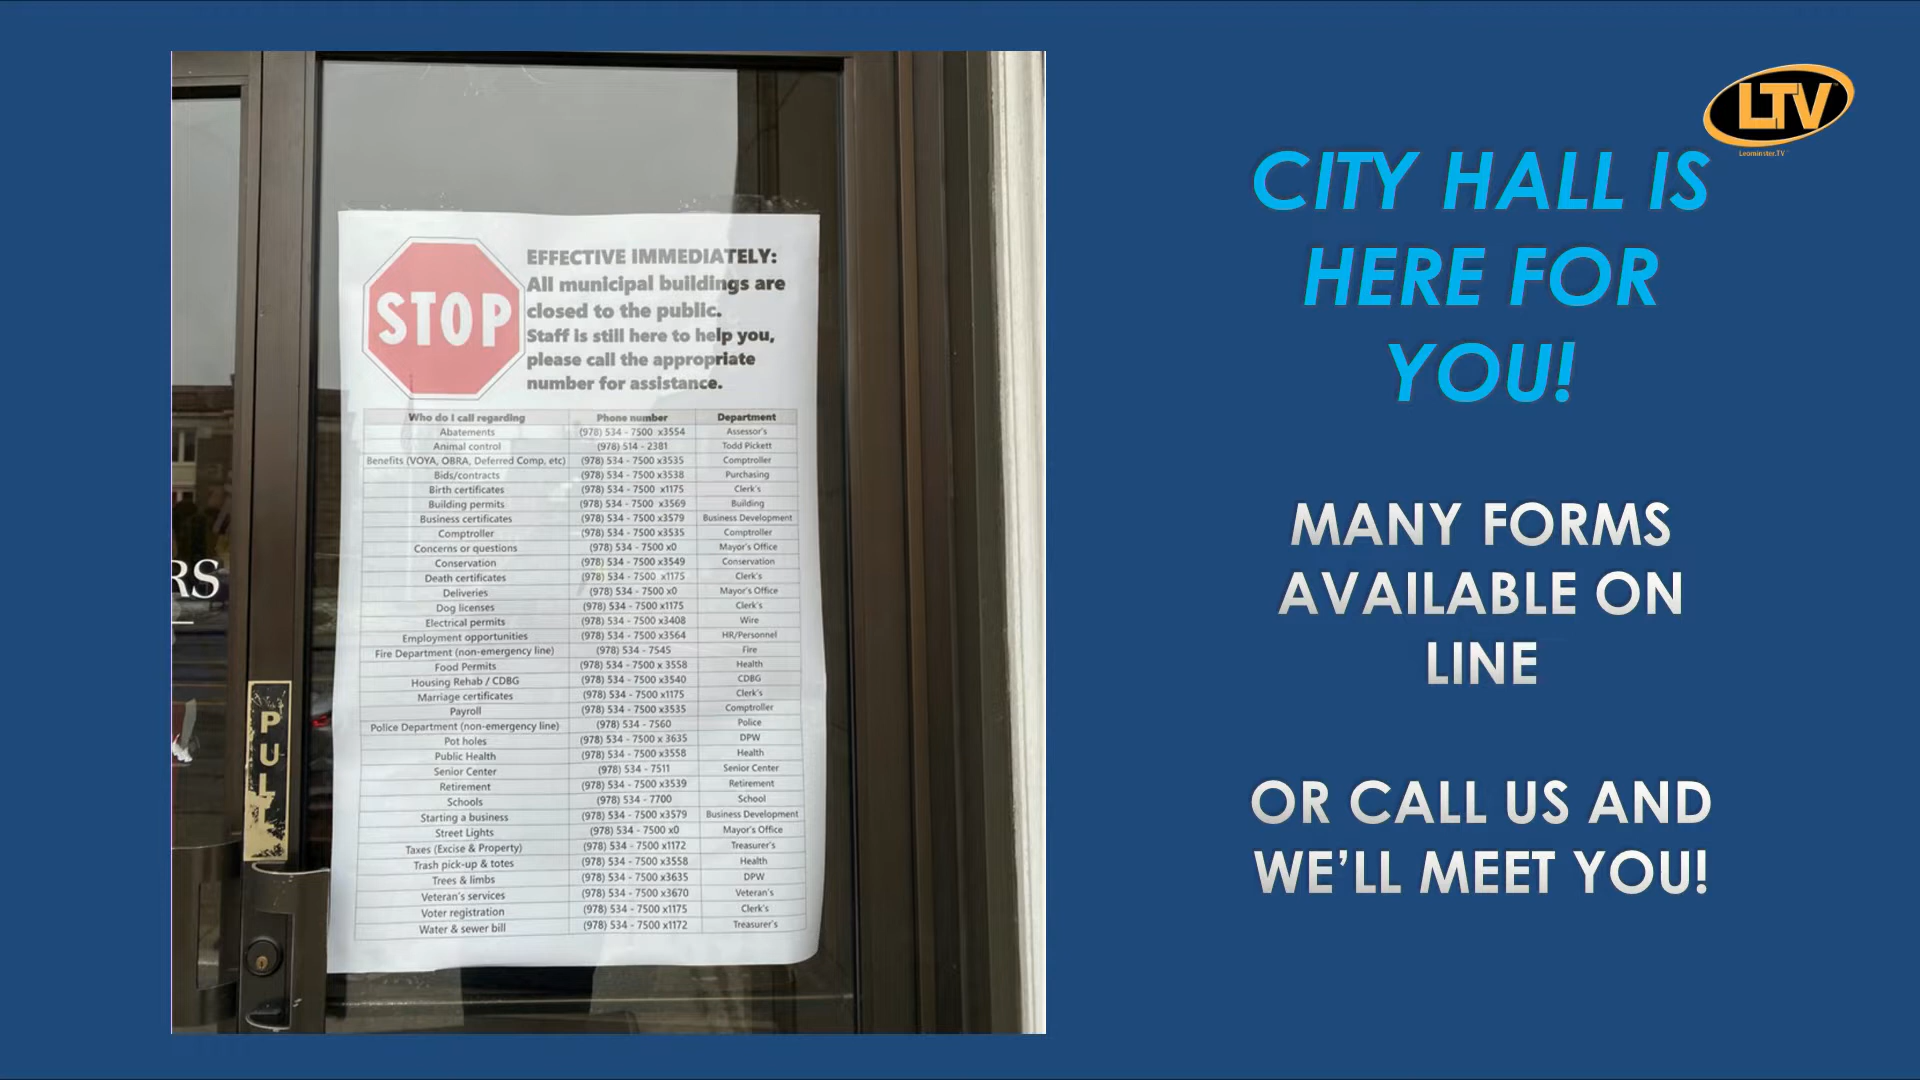 LTV
Leominster.TV
CITY HALL IS
HERE FOR
YOU!
MANY FORMS
AVAILABLE ON
LINE
OR CALL US AND
WE'LL MEET YOU!
STOP
EFFECTIVE IMMEDIATELY:
All municipal buildings are
closed to the public.
Staff is still here to help you,
please call the appropriate
number for assistance.
Who do I call regarding Phone number Department
Abatements (978) 534 - 7500 x3554 Assessor's
Animal control (978) 514 - 2381 Todd Pickett
Benefits (VOYA, OBRA, Deferred Comp, etc) (978) 534 - 7500 x3535 Comptroller
Bids/contracts (978) 534 - 7500 x3538 Purchasing
Birth certificates (978) 534 - 7500 x1175 Clerk's
Building permits (978) 534 - 7500 x3569 Building
Business certificates (978) 534 - 7500 x3579 Business Development
Comptroller (978) 534 - 7500 x3535 Comptroller
Concerns or questions (978) 534 - 7500 x0 Mayor's Office
Conservation (978) 534 - 7500 x3549 Conservation
Death certificates (978) 534 - 7500 x1175 Clerk's
Deliveries (978) 534 - 7500 x0 Mayor's Office
Dog licenses (978) 534 - 7500 x1175 Clerk's
Electrical permits (978) 534 - 7500 x3408 Wire
Employment opportunities (978) 534 - 7500 x3564 HR/Personnel
Fire Department (non-emergency line) (978) 534 - 7545 Fire
Food Permits (978) 534 - 7500 x 3558 Health
Housing Rehab / CDBG (978) 534 - 7500 x3540 CDBG
Marriage certificates (978) 534 - 7500 x1175 Clerk's
Payroll (978) 534 - 7500 x3535 Comptroller
Police Department (non-emergency line) (978) 534 - 7560 Police
Pot holes (978) 534 - 7500 x 3635 DPW
Public Health (978) 534 - 7500 x3558 Health
Senior Center (978) 534 - 7511 Senior Center
Retirement (978) 534 - 7500 x3539 Retirement
Schools (978) 534 - 7700 School
Starting a business (978) 534 - 7500 x3579 Business Development
Street Lights (978) 534 - 7500 x0 Mayor's Office
Taxes (Excise & Property) (978) 534 - 7500 x1172 Treasurer's
Trash pick-up & totes (978) 534 - 7500 x3558 Health
Trees & limbs (978) 534 - 7500 x3635 DPW
Veteran's services (978) 534 - 7500 x3670 Veteran's
Voter registration (978) 534 - 7500 x1175 Clerk's
Water & sewer bill (978) 534 - 7500 x1172 Treasurer's
RS
PULL